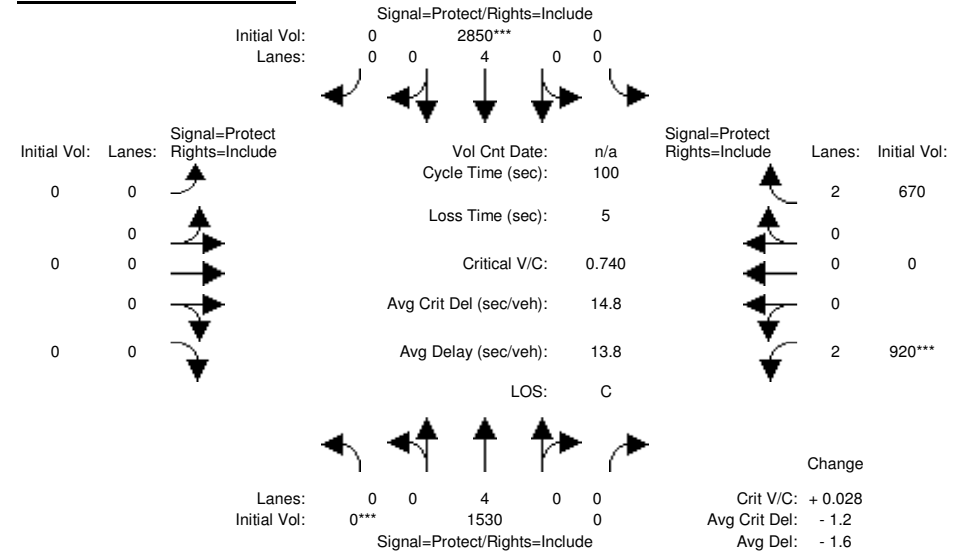 Signal=Protect/Rights=Include
Initial Vol: 0 2850*** 0
Lanes: 0 0 4 0 0
Signal=Protect
Initial Vol: Lanes: Rights=Include
Vol Cnt Date: n/a
Signal=Protect
Rights=Include Lanes: Initial Vol:
Cycle Time (sec): 100
0 0
2 670
Loss Time (sec): 5
0
0
0 0
Critical V/C: 0.740
0 0
0
Avg Crit Del (sec/veh): 14.8
0
0 0
Avg Delay (sec/veh): 13.8
2 920***
LOS: C
Change
Lanes: 0 0 4 0 0
Crit V/C: + 0.028
Initial Vol: 0*** 1530 0
Avg Crit Del: - 1.2
Signal=Protect/Rights=Include
Avg Del: - 1.6